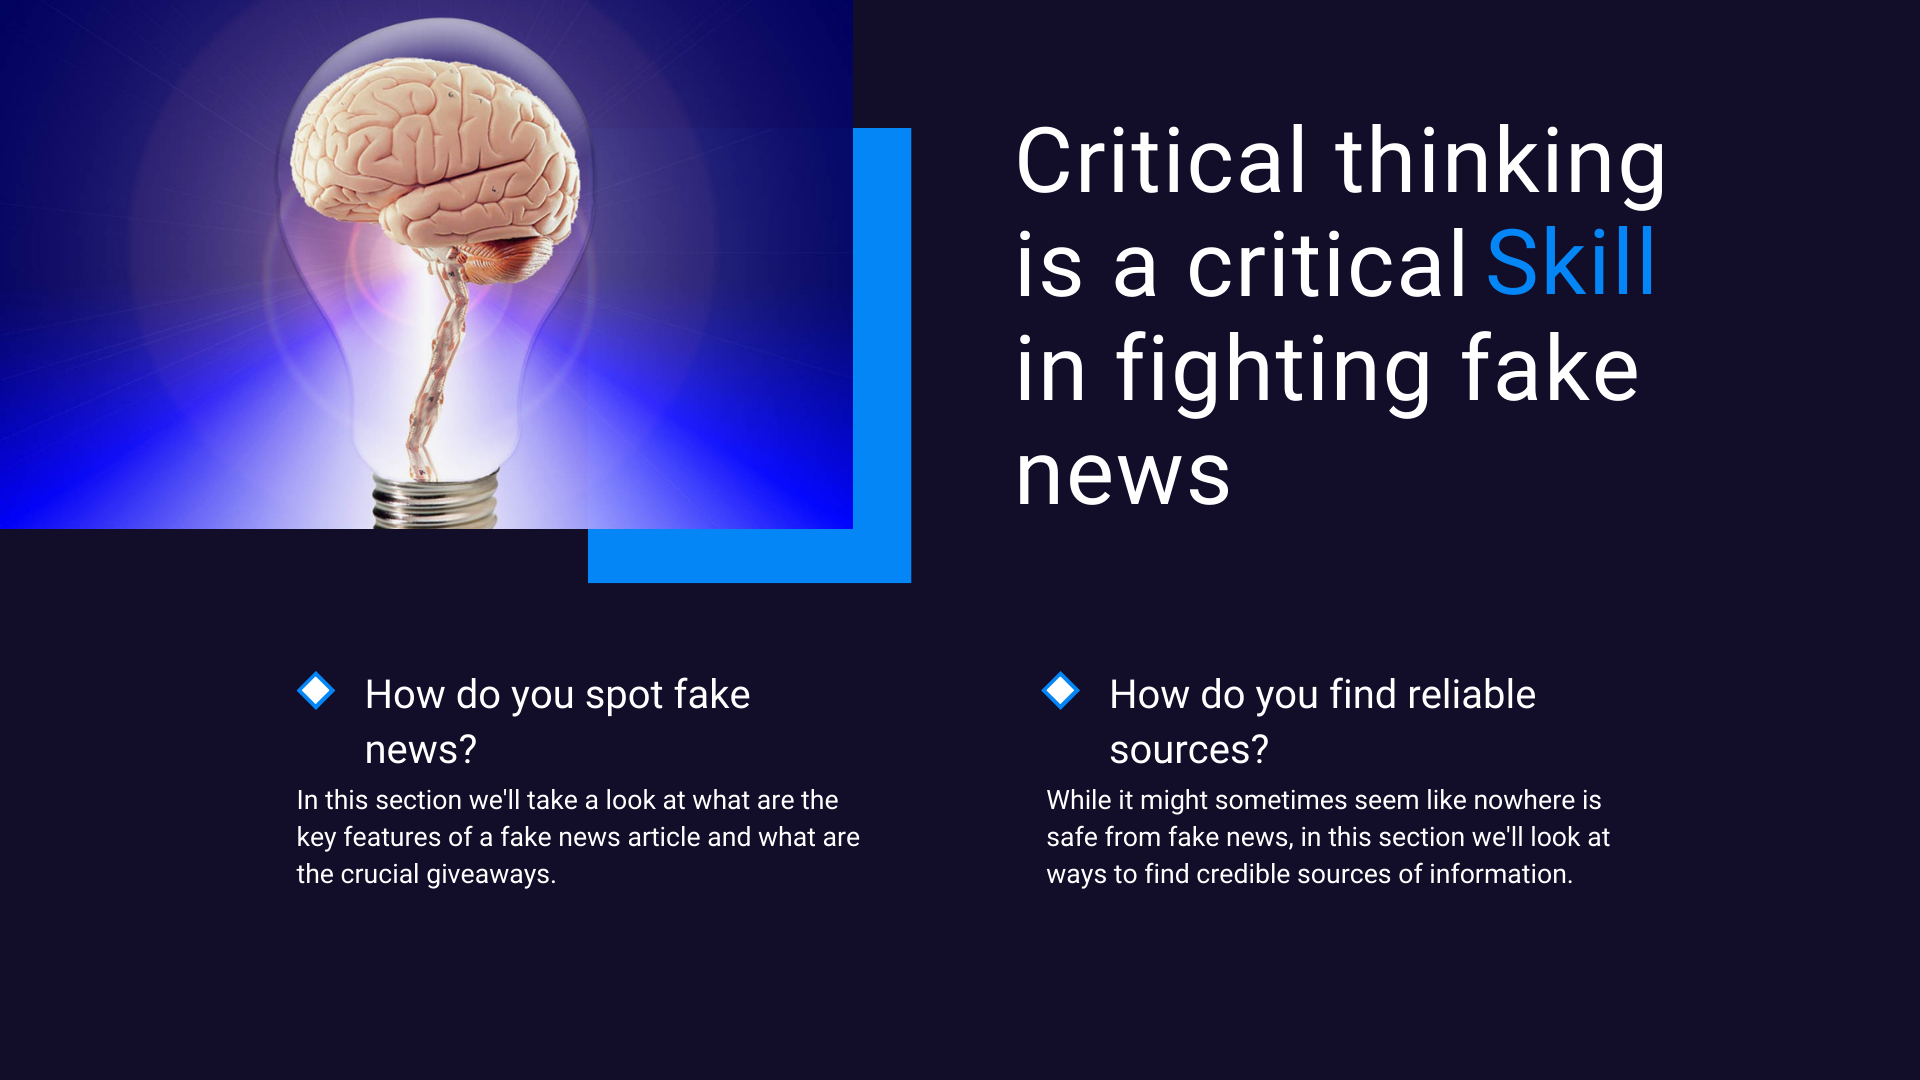 Critical thinking
is a critical Skill
in fighting fake
news
How do you spot fake
news?
In this section we'll take a look at what are the
key features of a fake news article and what are
the crucial giveaways.
How do you find reliable
sources?
While it might sometimes seem like nowhere is
safe from fake news, in this section we'll look at
ways to find credible sources of information.